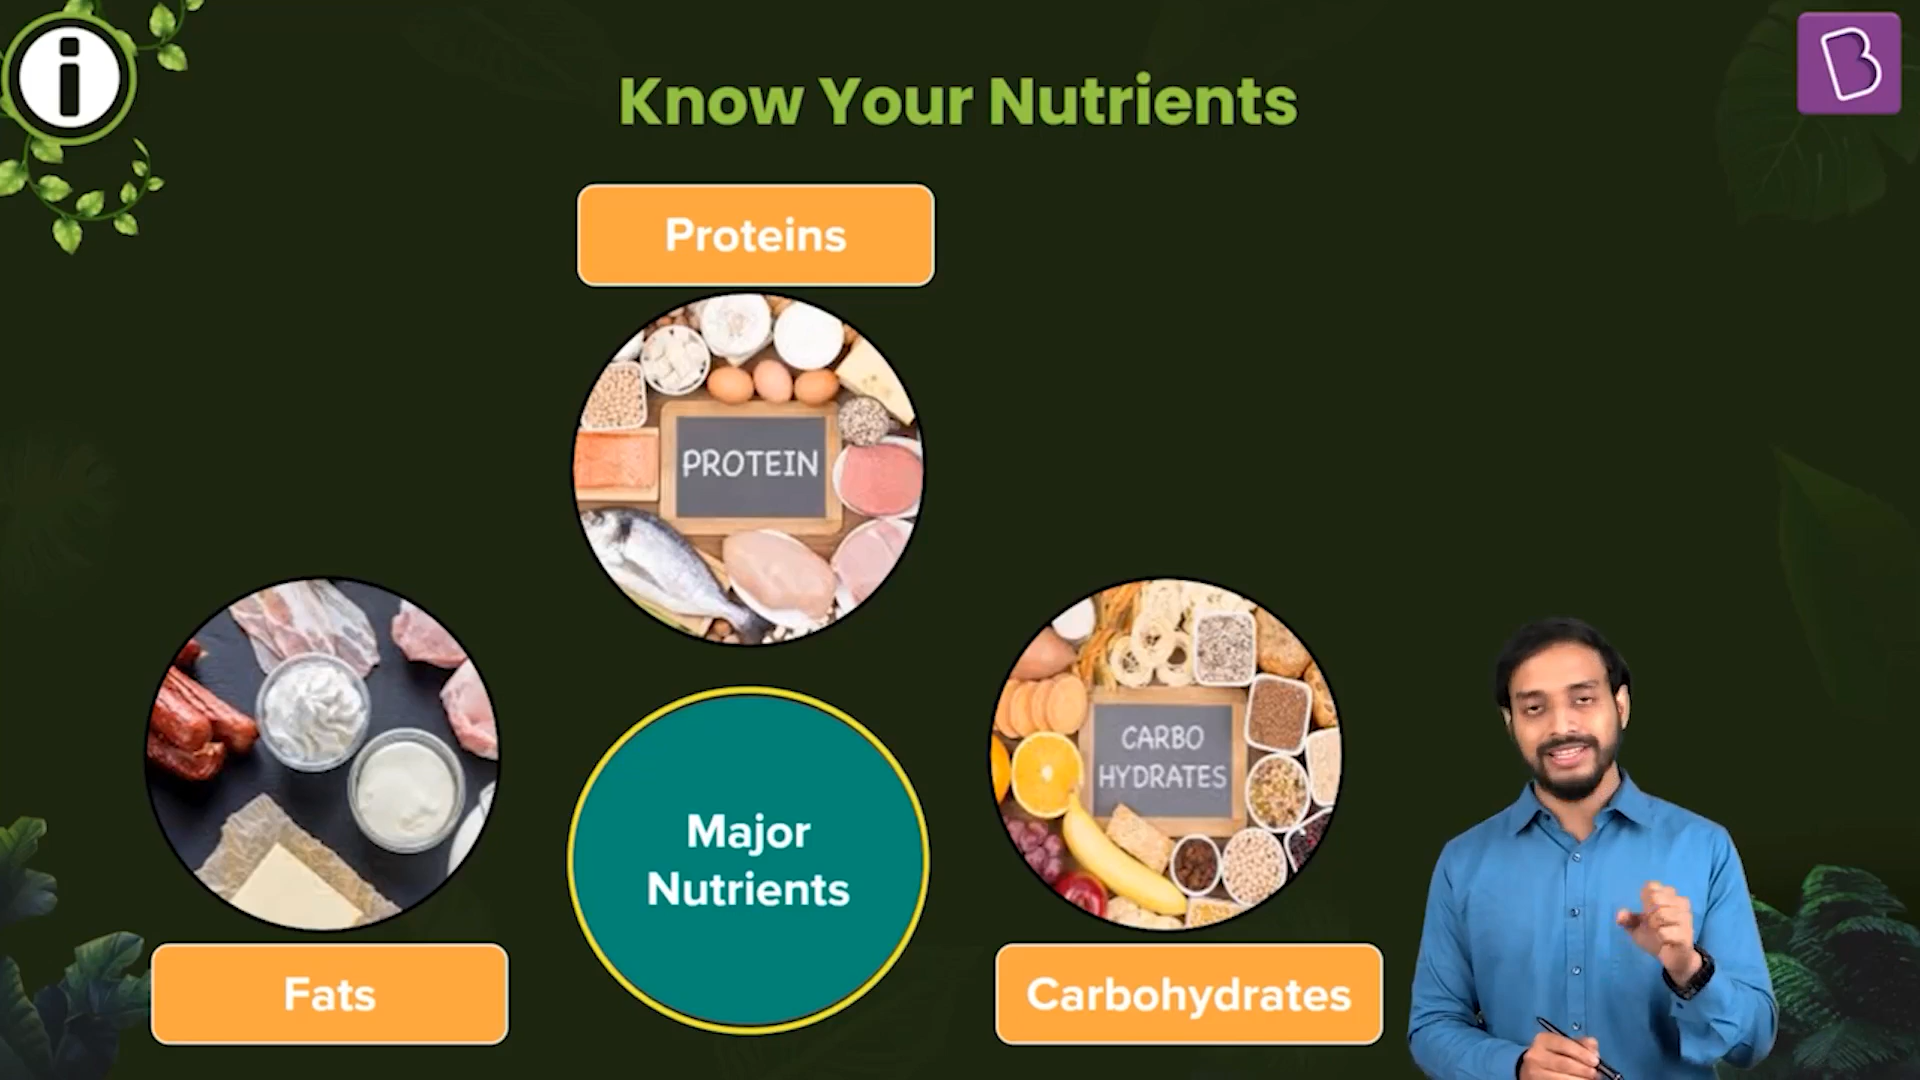 Know Your Nutrients
Proteins
PROTEIN
CARBO
HYDRATES
Major
Nutrients
Fats
Carbohydrates